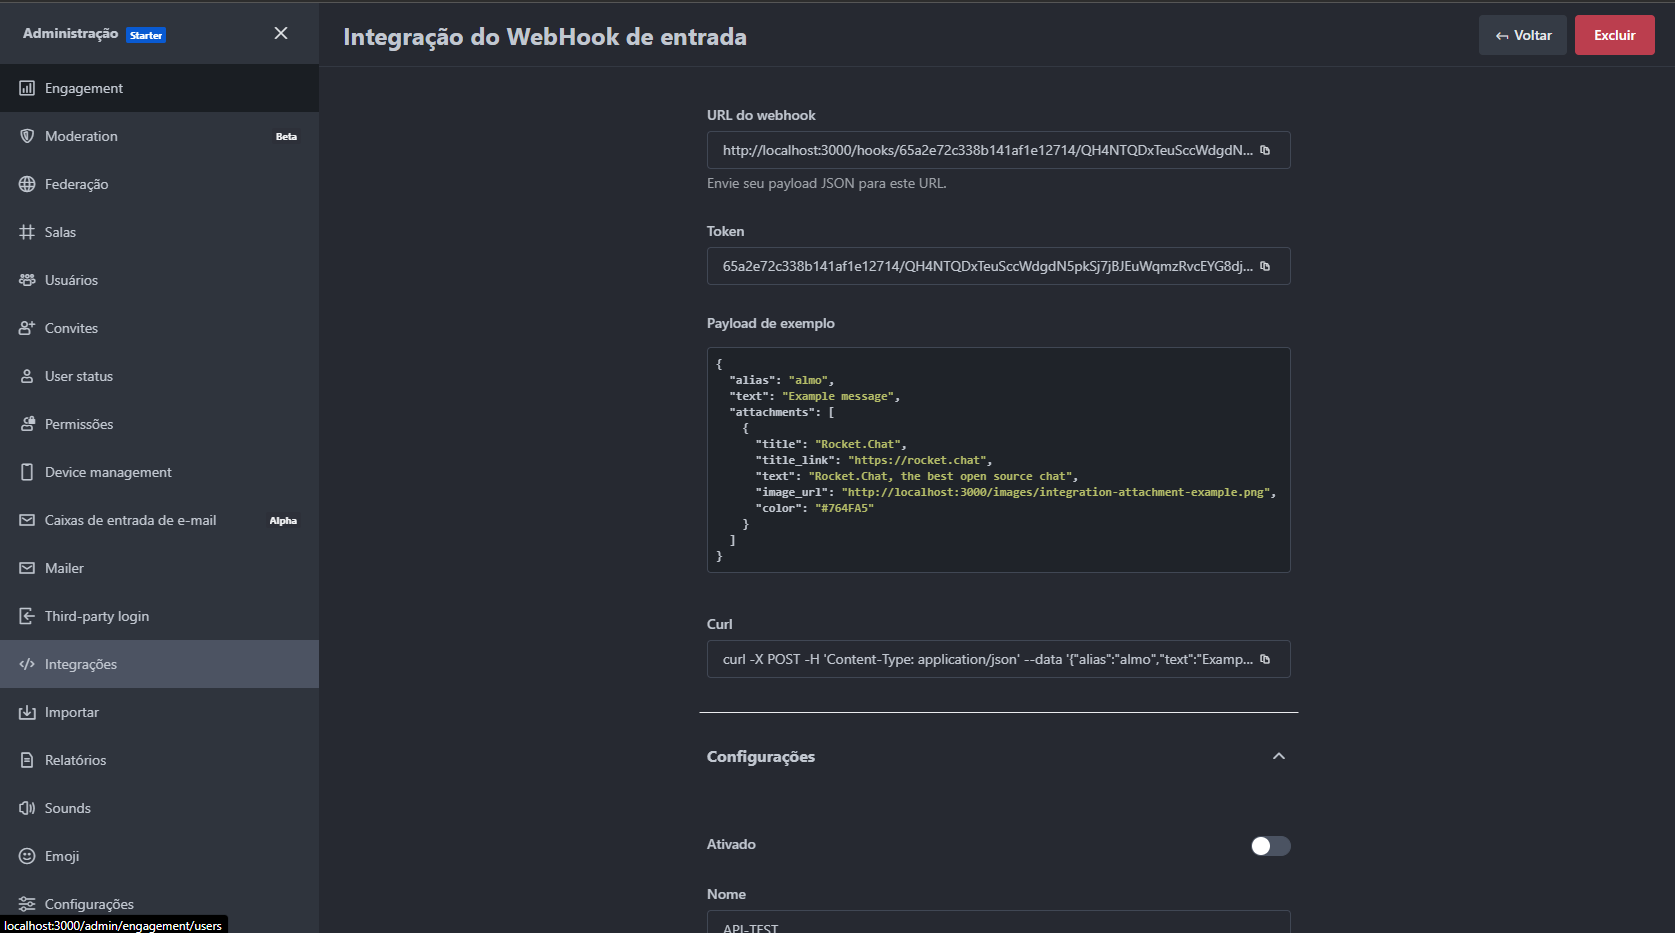 Administração Starter
Engagement
Moderation Beta
Federação
Salas
Usuários
Convites
User status
Permissões
Device management
Caixas de entrada de e-mail Alpha
Mailer
Third-party login
Integrações
Importar
Relatórios
Sounds
Emoji
Configurações
localhost:3000/admin/engagement/users
Integração do WebHook de entrada
Voltar
Excluir
URL do webhook
http://localhost:3000/hooks/65a2e72c338b141af1e12714/QH4NTQDxTeuSccWdgdN...
Envie seu payload JSON para este URL.
Token
65a2e72c338b141af1e12714/QH4NTQDxTeuSccWdgdN5pkSj7jBJEuWqmzRvcEYG8dj...
Payload de exemplo
{
"alias": "almo",
"text": "Example message",
"attachments": [
{
"title": "Rocket.Chat",
"title_link": "https://rocket.chat",
"text": "Rocket.Chat, the best open source chat",
"image_url": "http://localhost:3000/images/integration-attachment-example.png",
"color": "#764FA5"
}
]
}
Curl
curl -X POST -H 'Content-Type: application/json' --data '{"alias":"almo","text":"Examp...
Configurações
Ativado
Nome
API-TEST